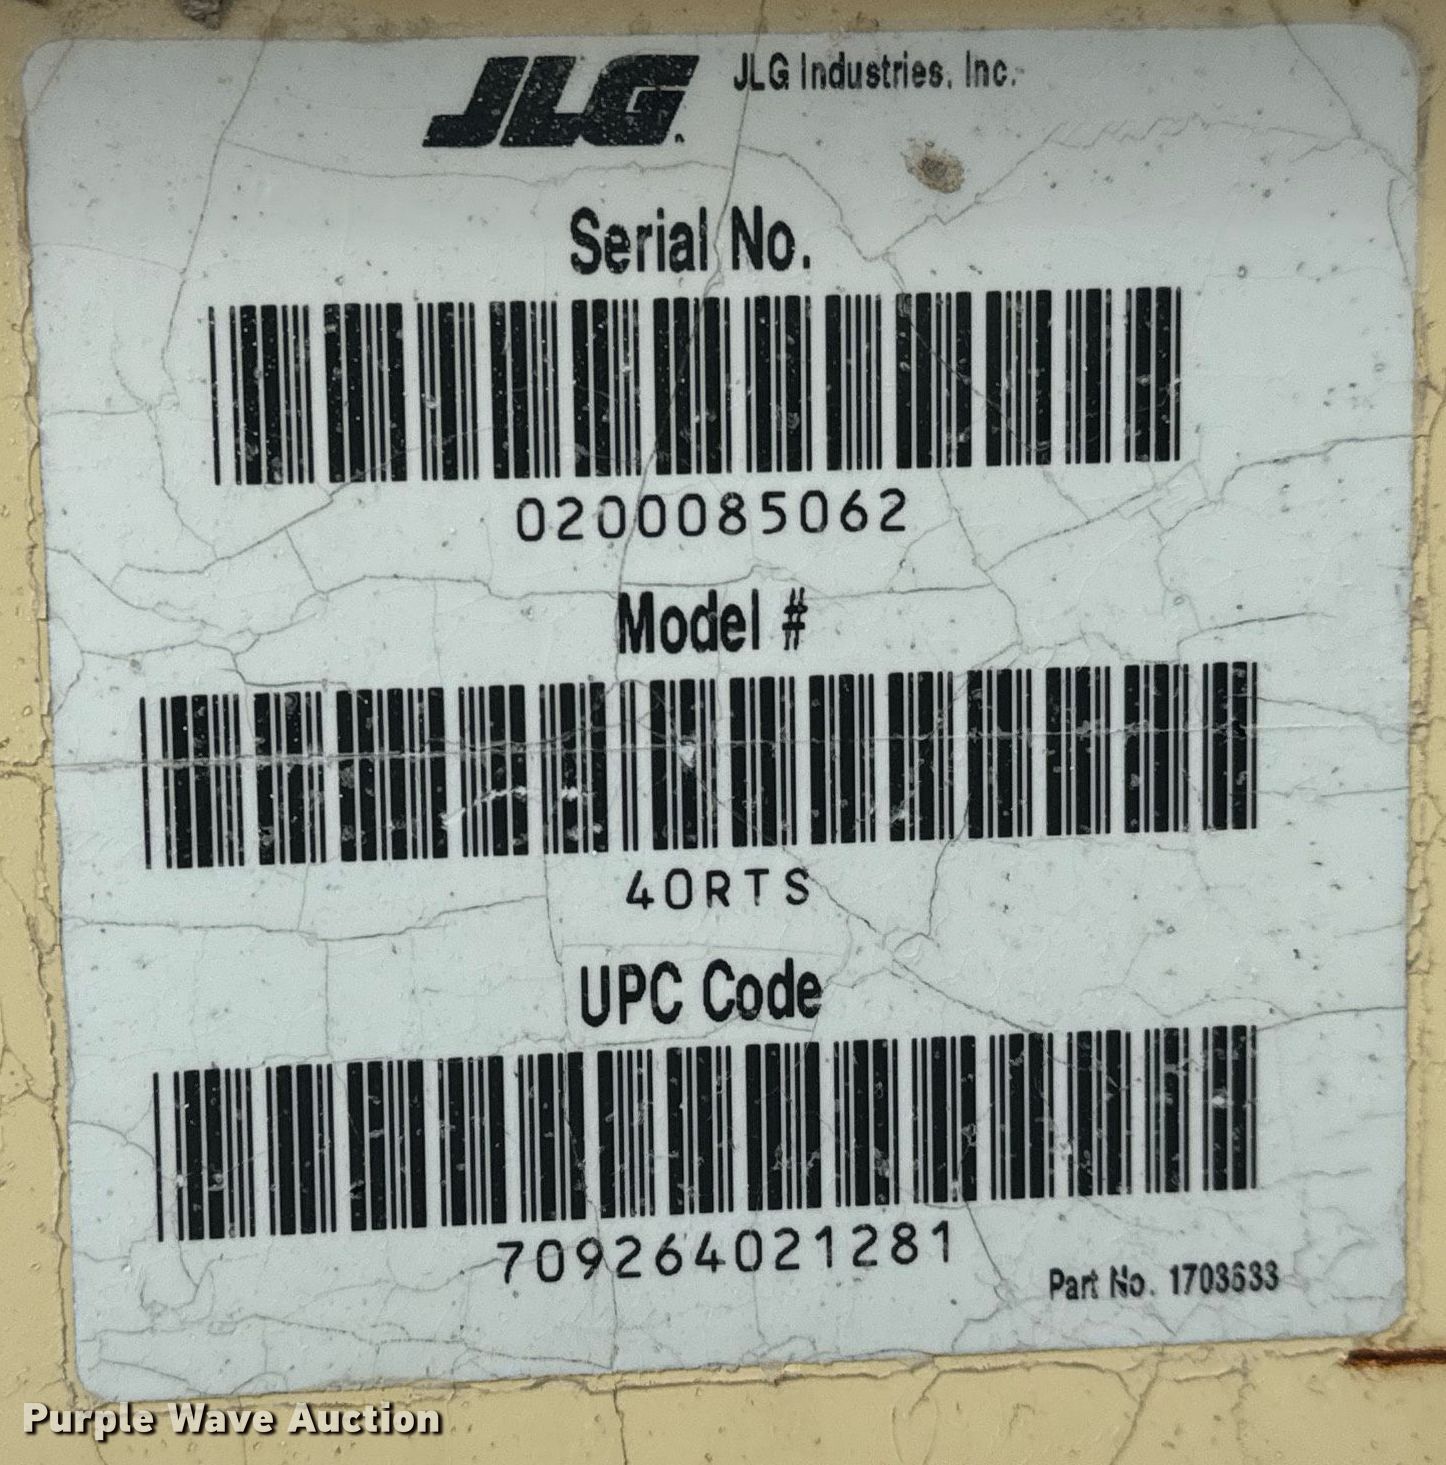 JLG JLG Industries, Inc.
Serial No.
0200085062
Model #
40RTS
UPC Code
709264021281
Part No. 1703633
Purple Wave Auction